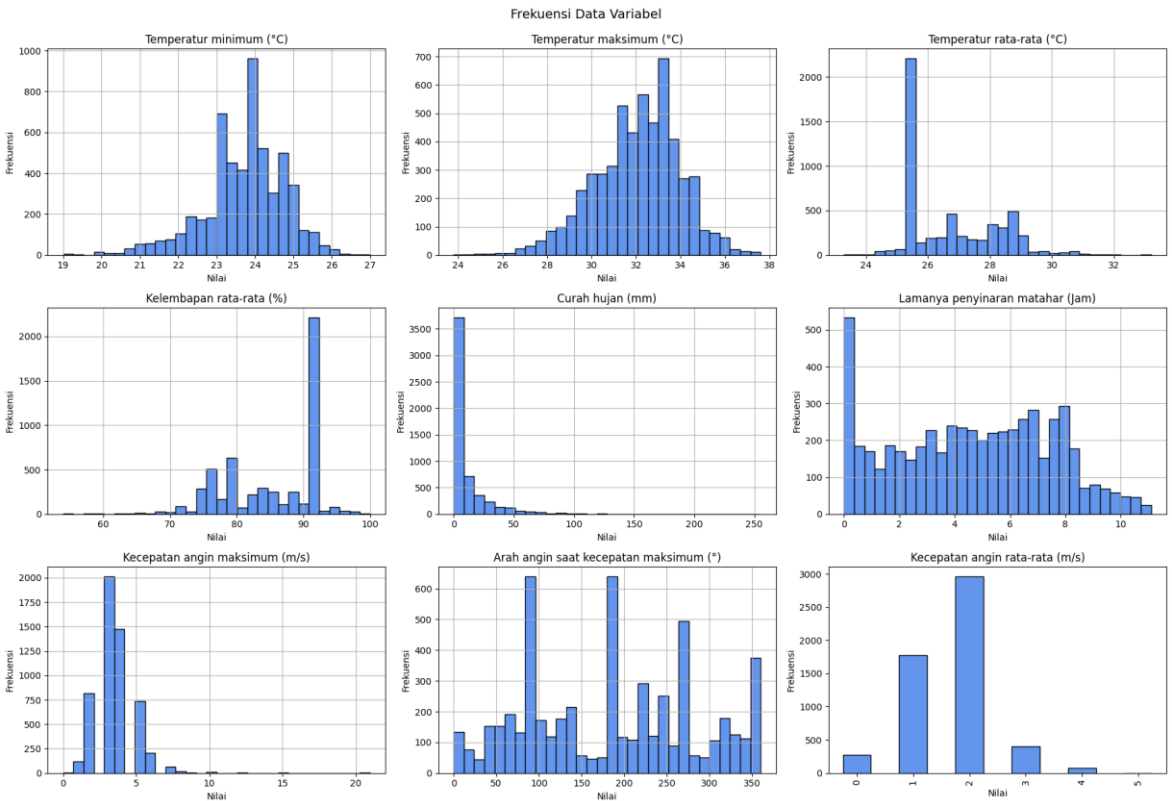 Frekuensi Data Variabel
Temperatur minimum (°C)
Frekuensi
1000
800
600
400
200
0
19 20 21 22 23 24 25 26 27
Nilai
Temperatur maksimum (°C)
Frekuensi
700
600
500
400
300
200
100
0
24 26 28 30 32 34 36 38
Nilai
Temperatur rata-rata (°C)
Frekuensi
2000
1500
1000
500
0
24 26 28 30 32
Nilai
Kelembapan rata-rata (%)
Frekuensi
2000
1500
1000
500
0
60 70 80 90 100
Nilai
Curah hujan (mm)
Frekuensi
3500
3000
2500
2000
1500
1000
500
0
0 50 100 150 200 250
Nilai
Lamanya penyinaran matahar (Jam)
Frekuensi
500
400
300
200
100
0
0 2 4 6 8 10
Nilai
Kecepatan angin maksimum (m/s)
Frekuensi
2000
1750
1500
1250
1000
750
500
250
0
0 5 10 15 20
Nilai
Arah angin saat kecepatan maksimum (°)
Frekuensi
600
500
400
300
200
100
0
0 50 100 150 200 250 300 350
Nilai
Kecepatan angin rata-rata (m/s)
Frekuensi
3000
2500
2000
1500
1000
500
0
0 1 2 3 4 5
Nilai